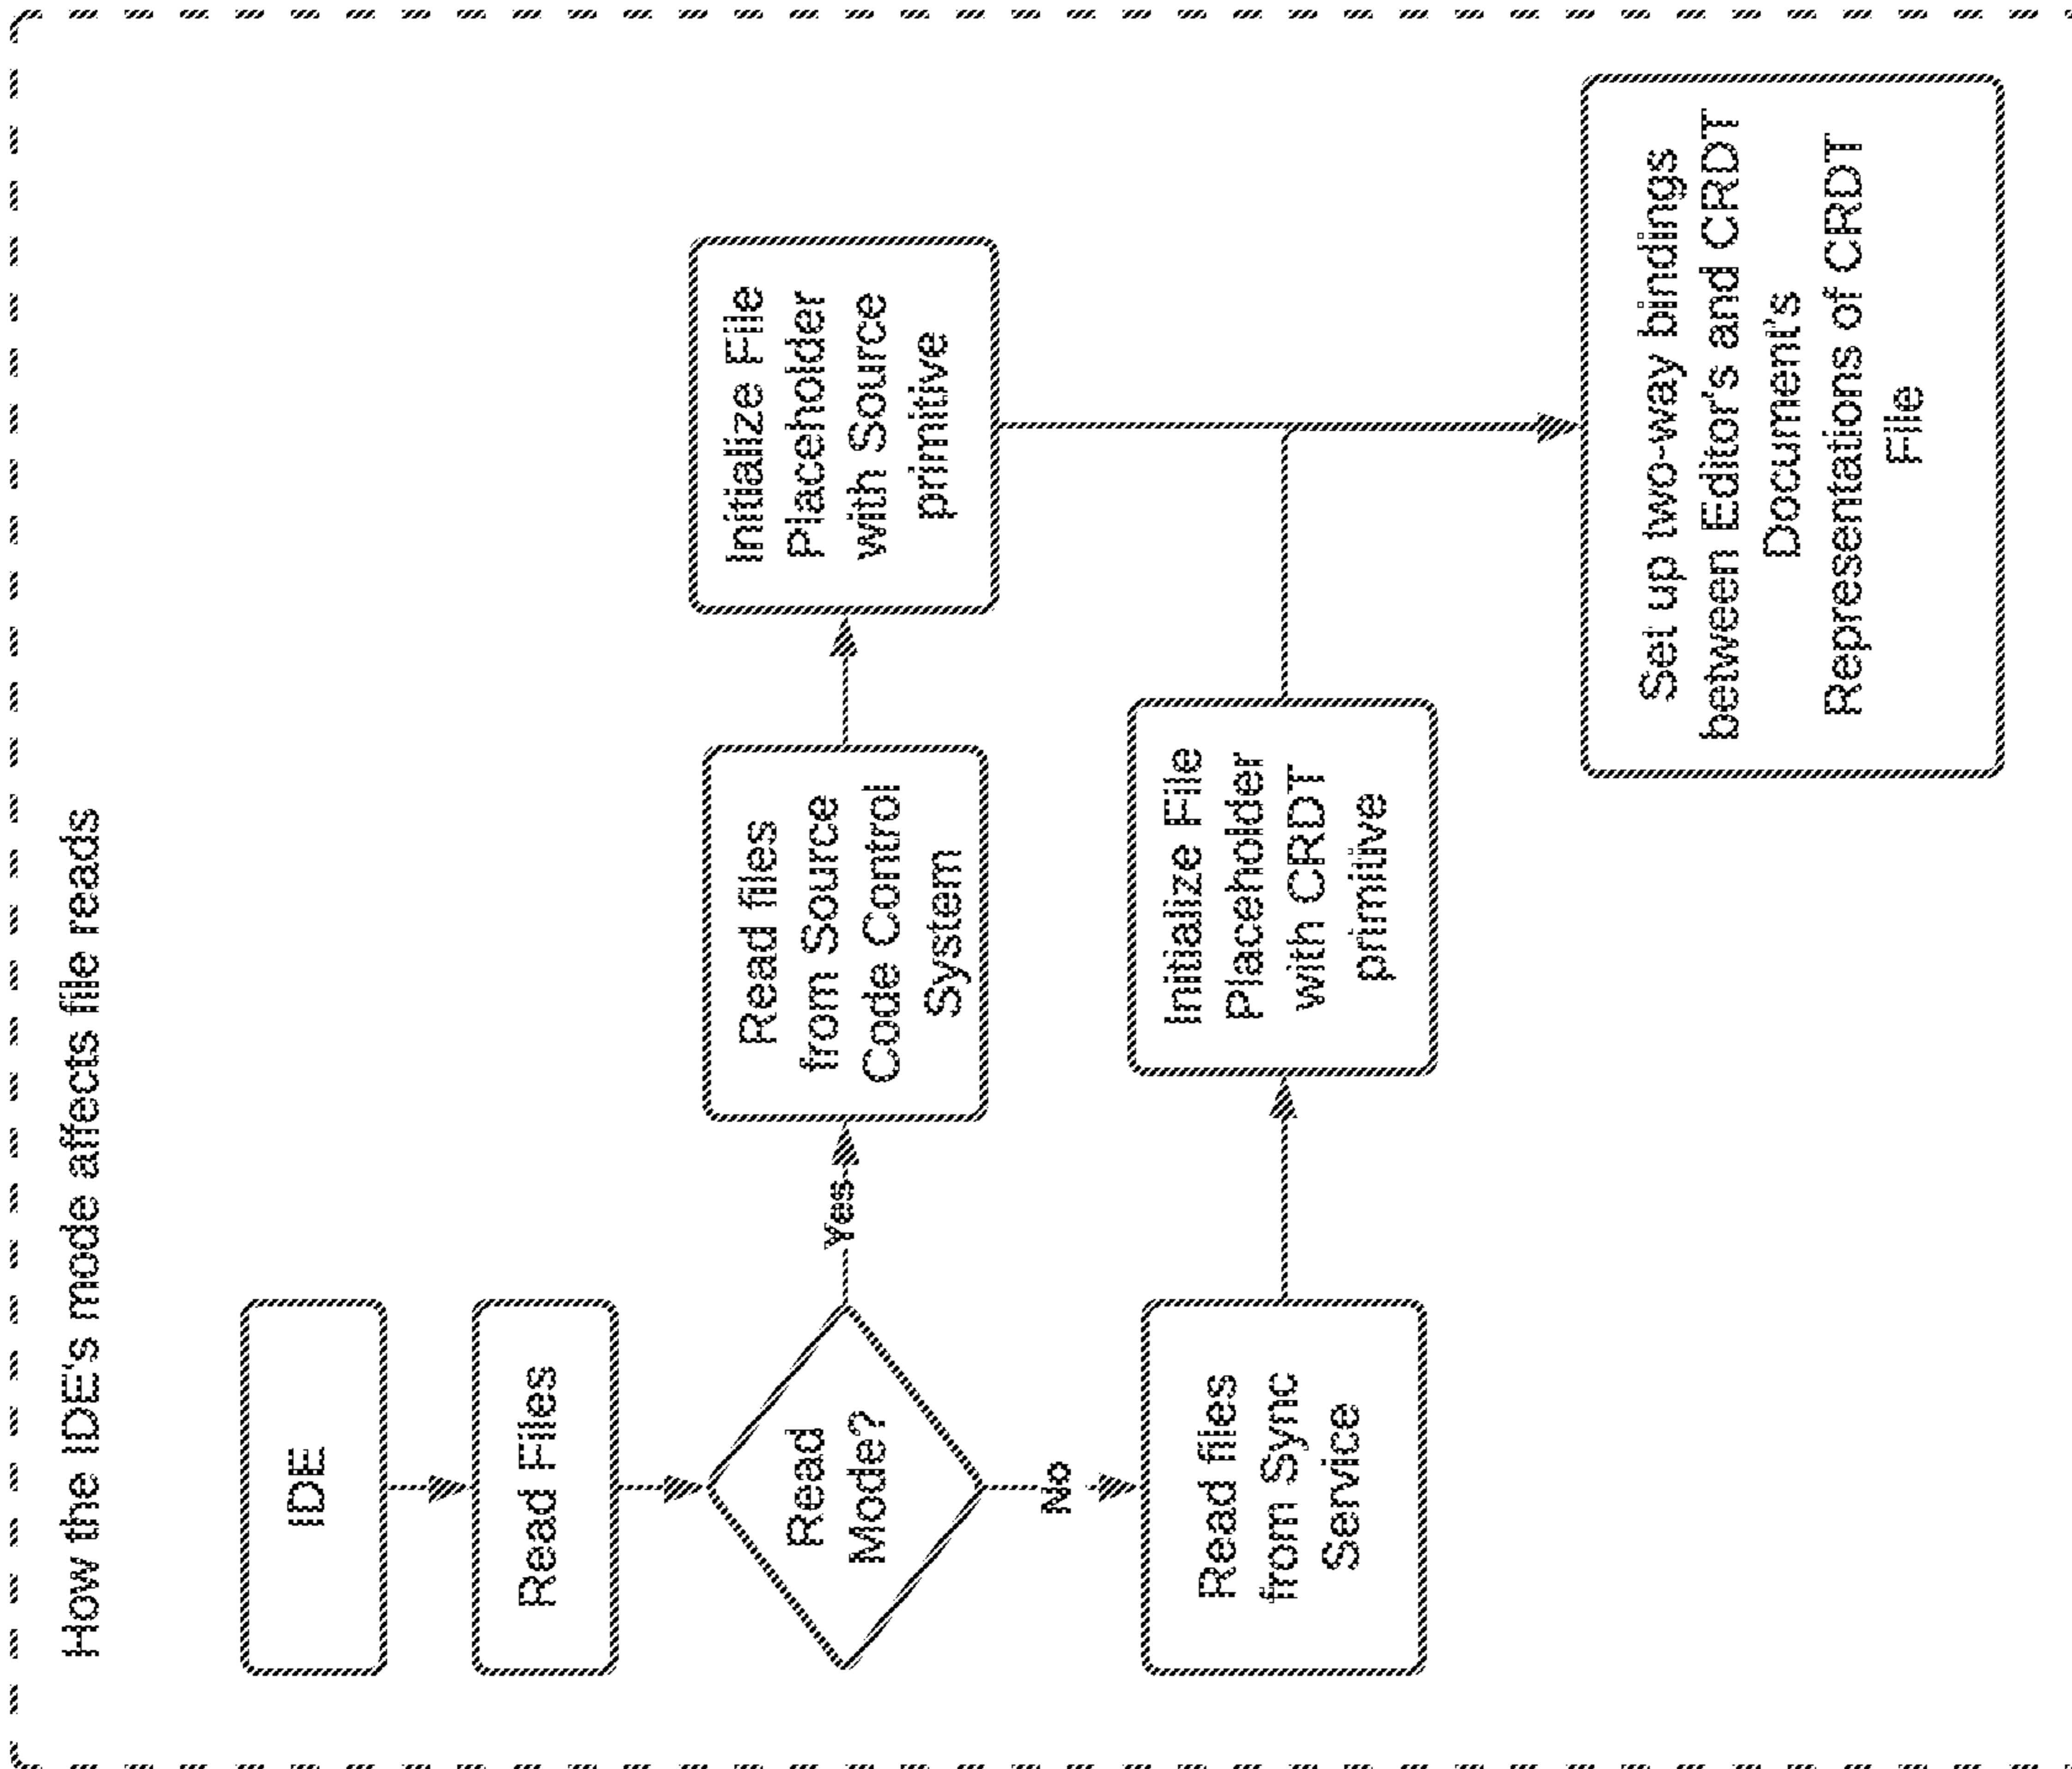 How the IDE's mode affects file reads
IDE
Read Files
Read
Mode?
Yes
Read files
from Source
Code Control
System
Initialize File
Placeholder
with Source
primitive
No
Read files
from Sync
Service
Initialize File
Placeholder
with CRDT
primitive
Set up two-way bindings
between Editor's and CRDT
Document's
Representations of CRDT
File